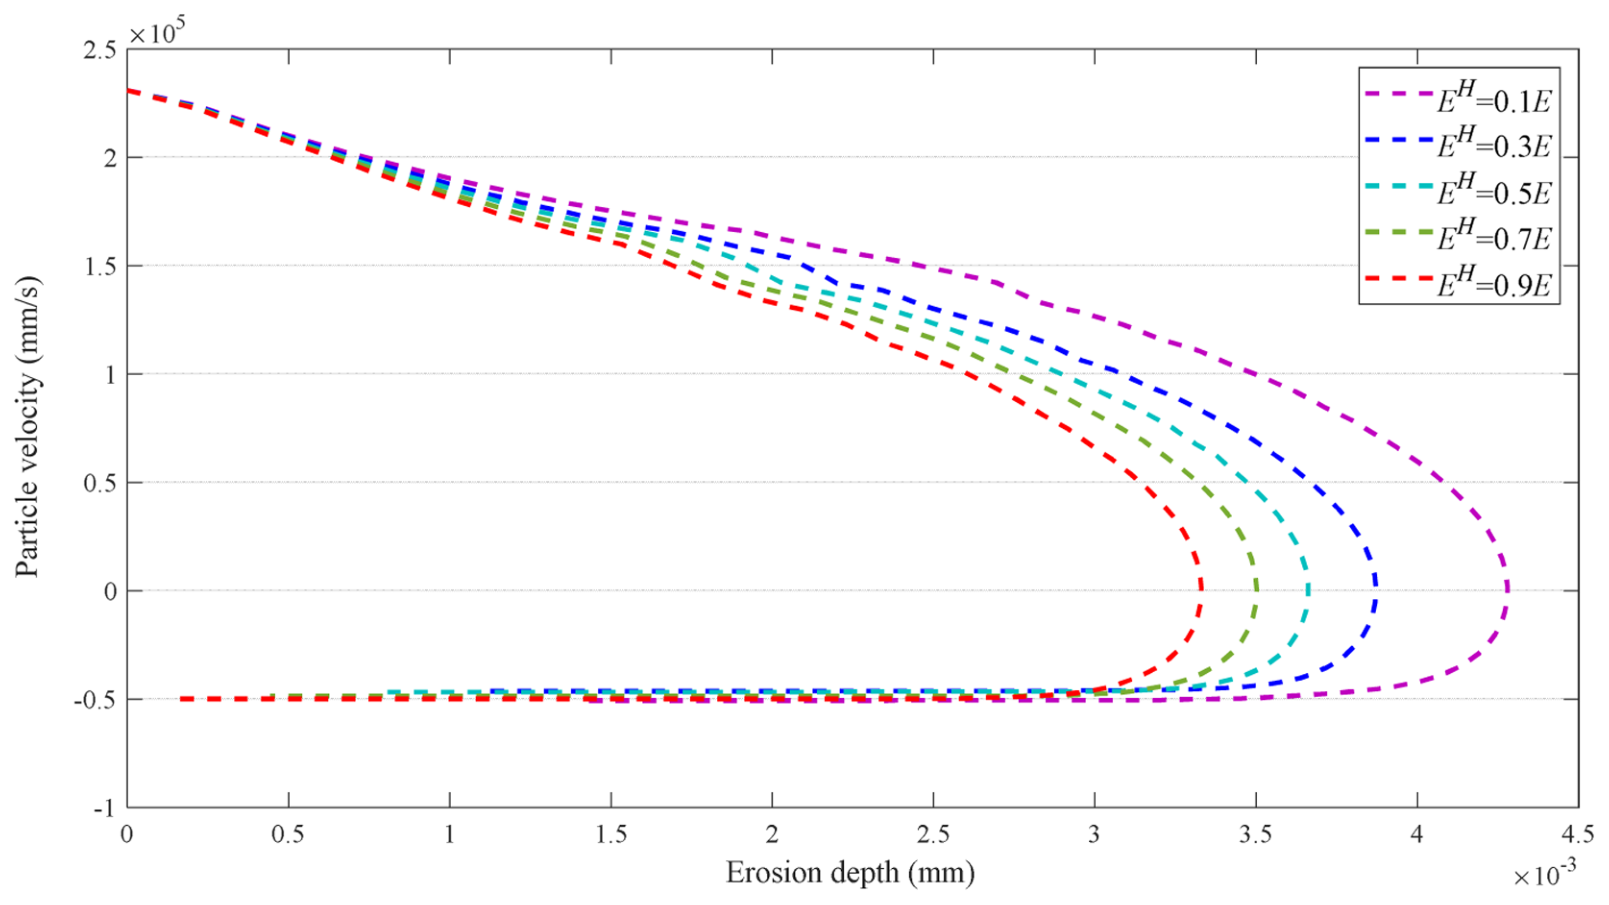 ×10⁵
2.5
2
1.5
1
0.5
0
-0.5
-1
Particle velocity (mm/s)
E^H=0.1E
E^H=0.3E
E^H=0.5E
E^H=0.7E
E^H=0.9E
0 0.5 1 1.5 2 2.5 3 3.5 4 4.5
Erosion depth (mm)
×10⁻³